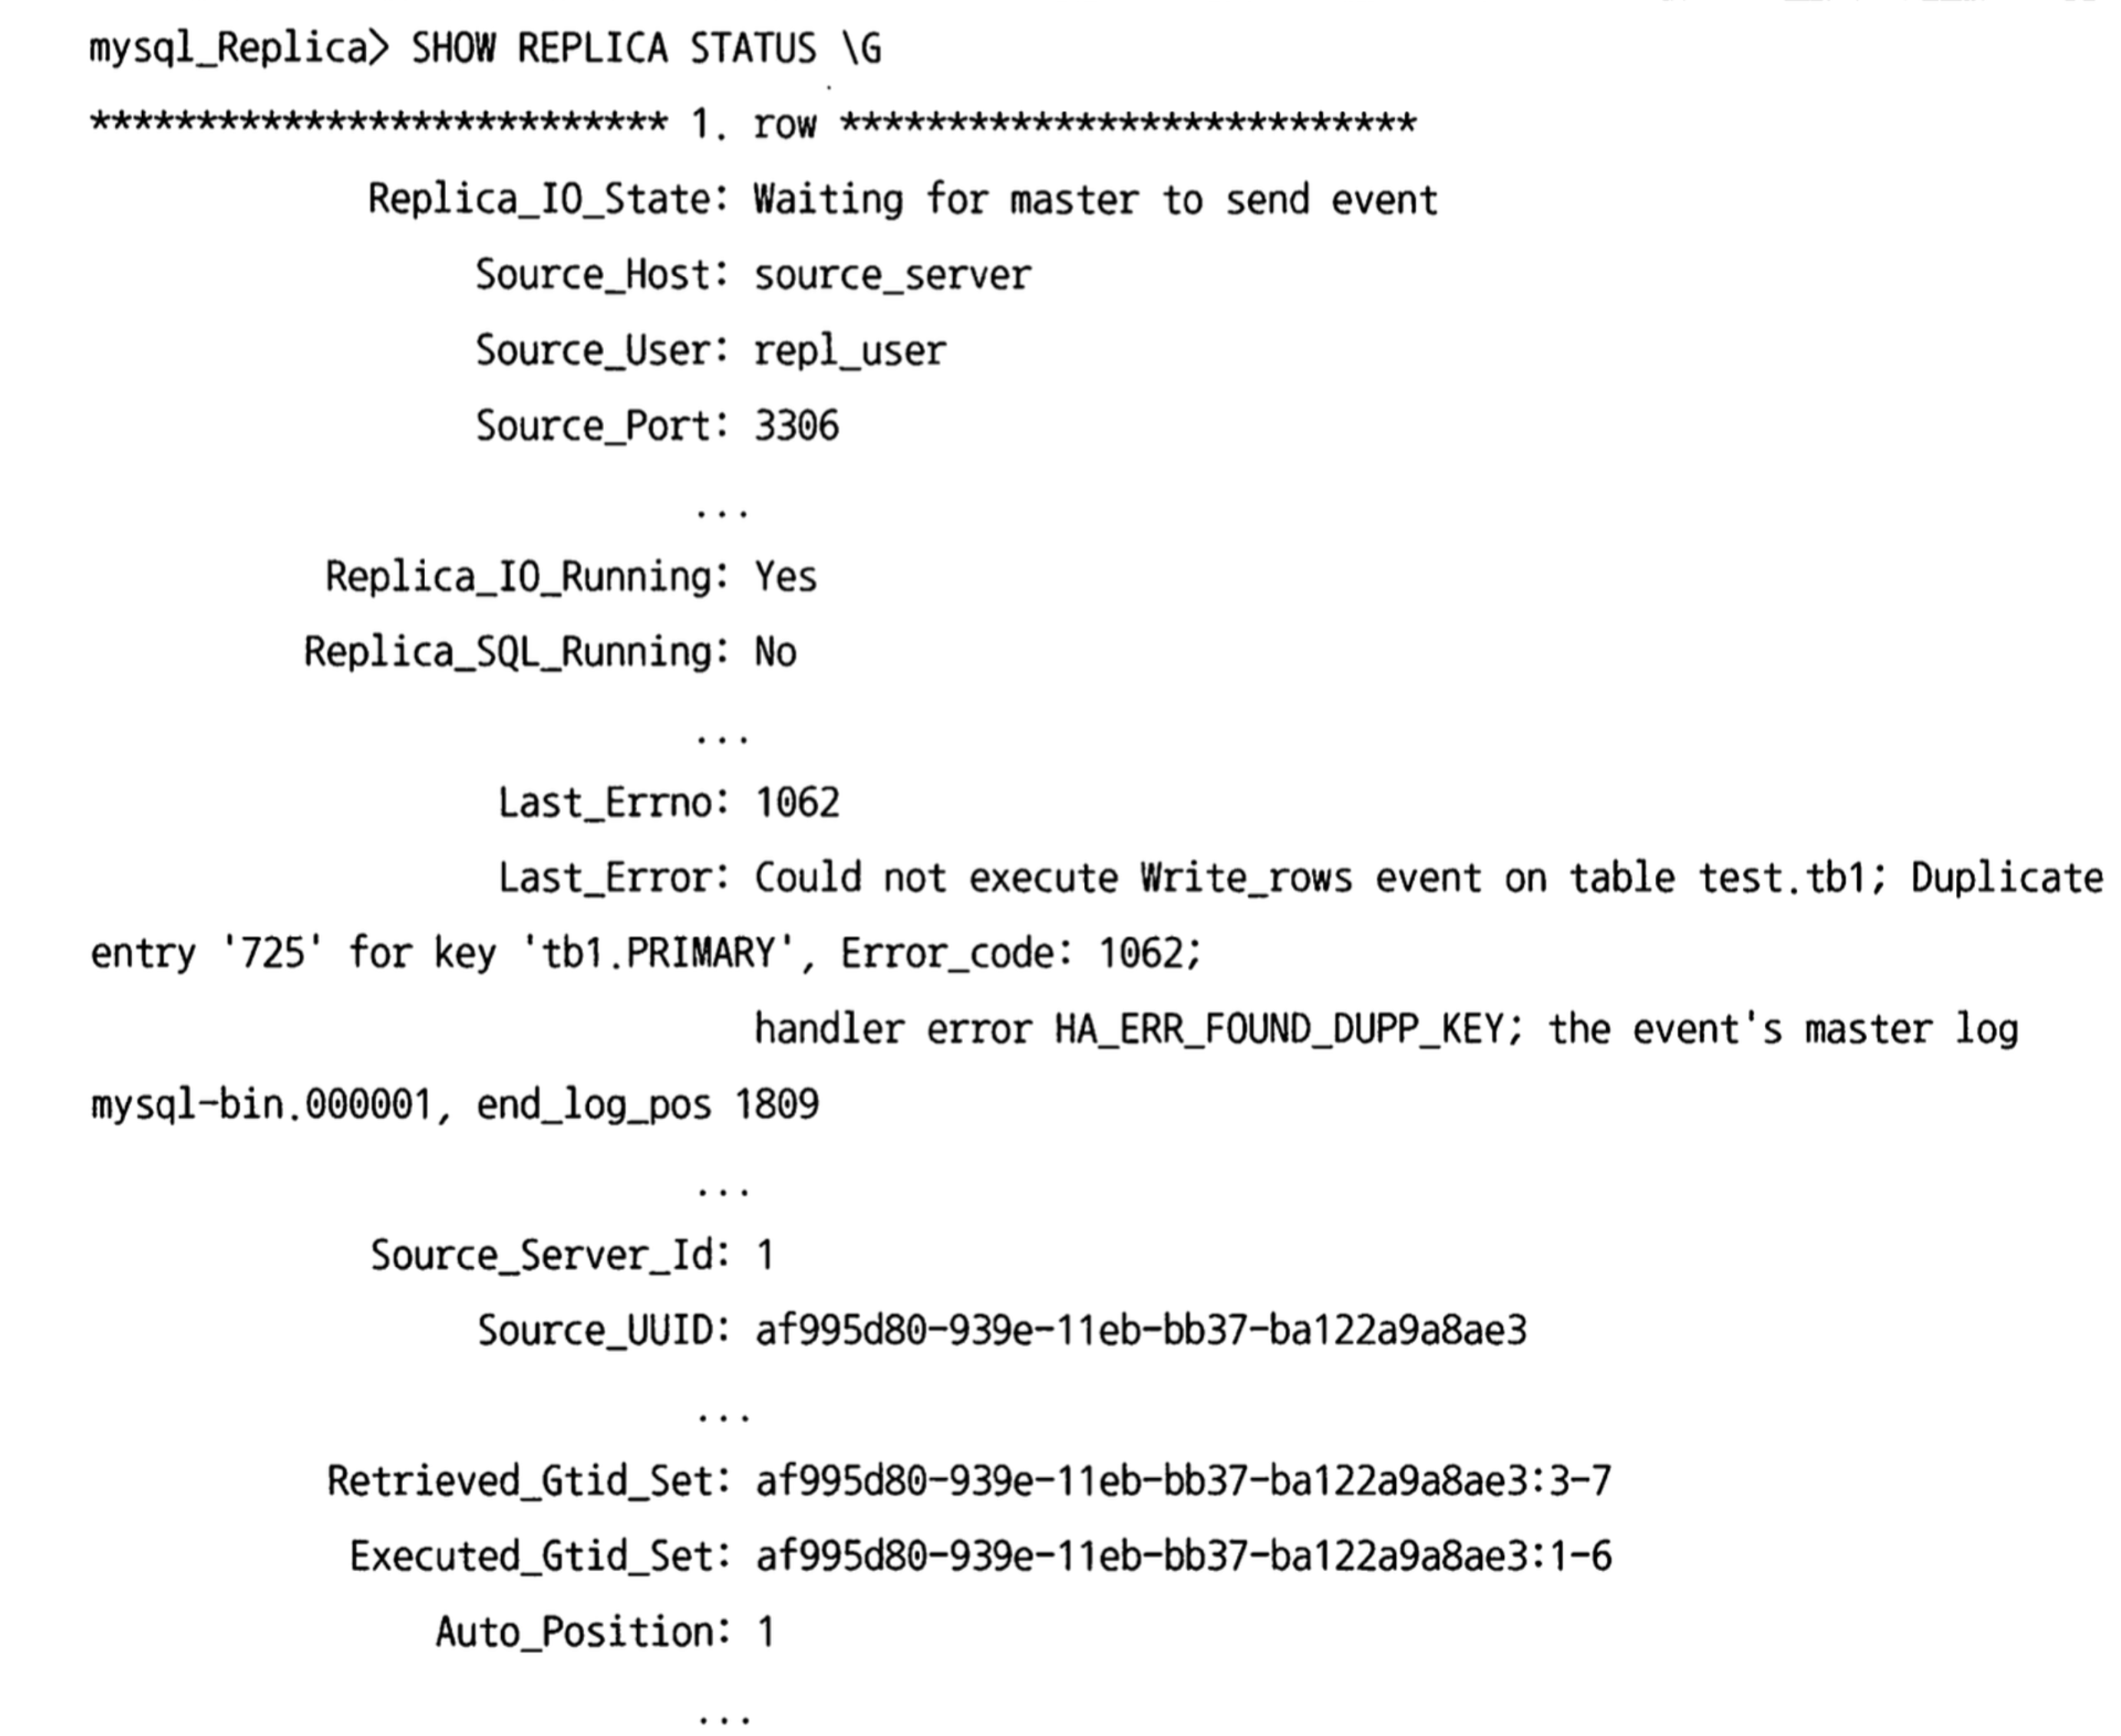 mysql_Replica> SHOW REPLICA STATUS \G
*************************** 1. row ***************************
Replica_IO_State: Waiting for master to send event
Source_Host: source_server
Source_User: repl_user
Source_Port: 3306
...
Replica_IO_Running: Yes
Replica_SQL_Running: No
...
Last_Errno: 1062
Last_Error: Could not execute Write_rows event on table test.tb1; Duplicate
entry '725' for key 'tb1.PRIMARY', Error_code: 1062;
handler error HA_ERR_FOUND_DUPP_KEY; the event's master log
mysql-bin.000001, end_log_pos 1809
...
Source_Server_Id: 1
Source_UUID: af995d80-939e-11eb-bb37-ba122a9a8ae3
...
Retrieved_Gtid_Set: af995d80-939e-11eb-bb37-ba122a9a8ae3:3-7
Executed_Gtid_Set: af995d80-939e-11eb-bb37-ba122a9a8ae3:1-6
Auto_Position: 1
...